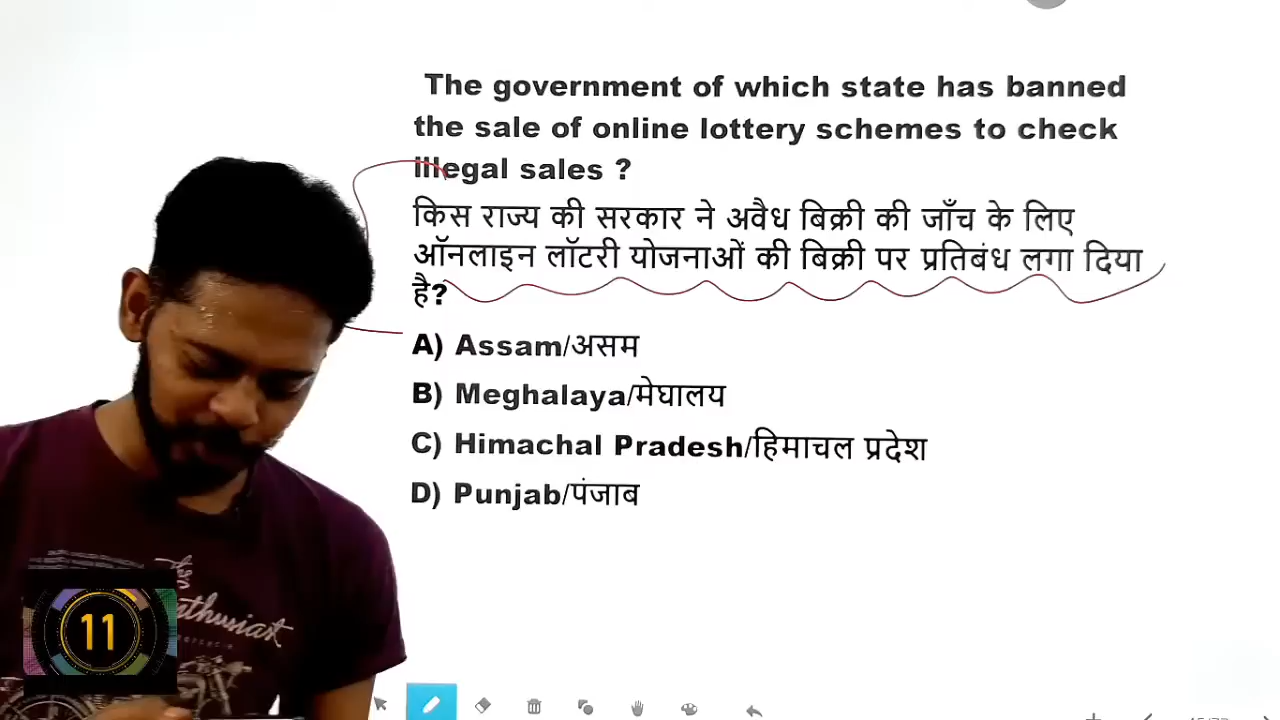 The government of which state has banned
the sale of online lottery schemes to check
illegal sales ?
किस राज्य की सरकार ने अवैध बिक्री की जाँच के लिए
ऑनलाइन लॉटरी योजनाओं की बिक्री पर प्रतिबंध लगा दिया
है?
A) Assam/असम
B) Meghalaya/मेघालय
C) Himachal Pradesh/हिमाचल प्रदेश
D) Punjab/पंजाब
11